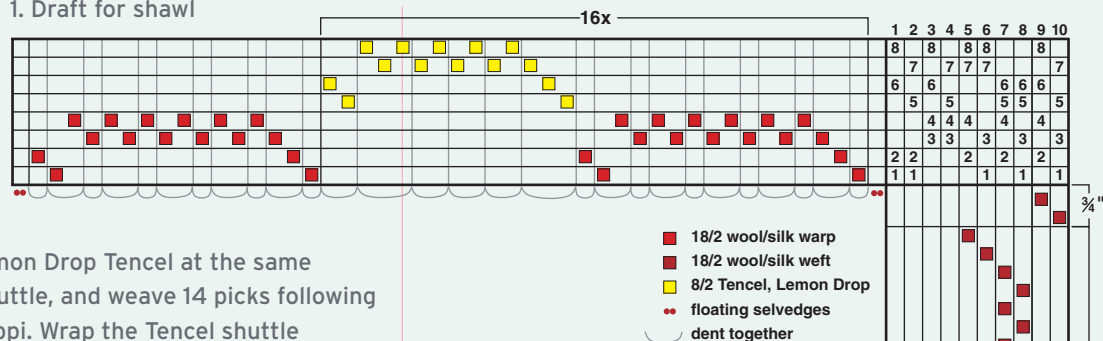 1. Draft for shawl
16x
1 2 3 4 5 6 7 8 9 10
8 8 8 8 8
7 7 7 7 7
6 6 6 6 6
5 5 5 5 5
4 4 4 4 4
3 3 3 3 3
2 2 2 2 2
1 1 1 1 1
¾"
18/2 wool/silk warp
18/2 wool/silk weft
8/2 Tencel, Lemon Drop
floating selvedges
dent together
mon Drop Tencel at the same
uttle, and weave 14 picks following
opi. Wrap the Tencel shuttle